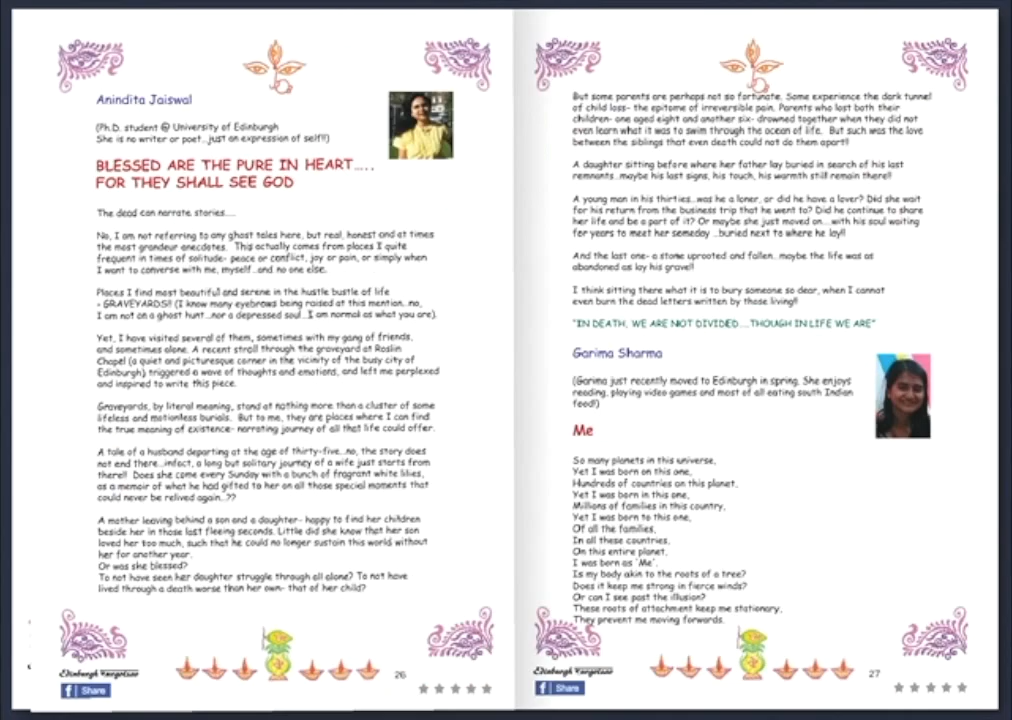 Anindita Jaiswal
(Ph.D. student @ University of Edinburgh
She is no writer or poet...just an expression of self!!)
BLESSED ARE THE PURE IN HEART.....
FOR THEY SHALL SEE GOD
The dead can narrate stories.....
No, I am not referring to any ghost tales here, but real, honest and at times
the most grandeur anecdotes. This actually comes from places I quite
frequent in times of solitude- peace or conflict, joy or pain, or simply when
I want to converse with me, myself...and no one else.
Places I find most beautiful and serene in the hustle bustle of life
- GRAVEYARDS!! (I know many eyebrows being raised at this mention...no,
I am not on a ghost hunt...nor a depressed soul...I am normal as what you are).
Yet, I have visited several of them, sometimes with my gang of friends,
and sometimes alone. A recent stroll through the graveyard at Roslin
Chapel (a quiet and picturesque corner in the vicinity of the busy city of
Edinburgh) triggered a wave of thoughts and emotions, and left me perplexed
and inspired to write this piece.
Graveyards, by literal meaning, stand at nothing more than a cluster of some
lifeless and motionless burials. But to me, they are places where I can find
the true meaning of existence- narrating journey of all that life could offer.
A tale of a husband departing at the age of thirty-five...no, the story does
not end there...infact, a long but solitary journey of a wife just starts from
there!! Does she come every Sunday with a bunch of fragrant white lilies,
as a memoir of what he had gifted to her on all those special moments that
could never be relived again..??
A mother leaving behind a son and a daughter- happy to find her children
beside her in those last fleeing seconds. Little did she know that her son
loved her too much, such that he could no longer sustain this world without
her for another year.
Or was she blessed?
To not have seen her daughter struggle through all alone? To not have
lived through a death worse than her own- that of her child?
Edinburgh
Share
26
But some parents are perhaps not so fortunate. Some experience the dark tunnel
of child loss- the epitome of irreversible pain. Parents who lost both their
children- one aged eight and another six- drowned together when they did not
even learn what it was to swim through the ocean of life. But such was the love
between the siblings that even death could not do them apart!!
A daughter sitting before where her father lay buried in search of his last
remnants...maybe his last signs, his touch, his warmth still remain there!!
A young man in his thirties...was he a loner, or did he have a lover? Did she wait
for his return from the business trip that he went to? Did he continue to share
her life and be a part of it? Or maybe she just moved on....with his soul waiting
for years to meet her someday ...buried next to where he lay!!
And the last one- a stone uprooted and fallen...maybe the life was as
abandoned as lay his grave!!
I think sitting there what it is to bury someone so dear, when I cannot
even burn the dead letters written by those living!!
"IN DEATH, WE ARE NOT DIVIDED.....THOUGH IN LIFE WE ARE"
Garima Sharma
(Garima just recently moved to Edinburgh in spring. She enjoys
reading, playing video games and most of all eating south Indian
food!)
Me
So many planets in this universe,
Yet I was born on this one,
Hundreds of countries on this planet,
Yet I was born in this one,
Millions of families in this country,
Yet I was born to this one,
Of all the families,
In all these countries,
On this entire planet,
I was born as 'Me'.
Is my body akin to the roots of a tree?
Does it keep me strong in fierce winds?
Or can I see past the illusion?
These roots of attachment keep me stationary,
They prevent me moving forwards.
Edinburgh
Share
27